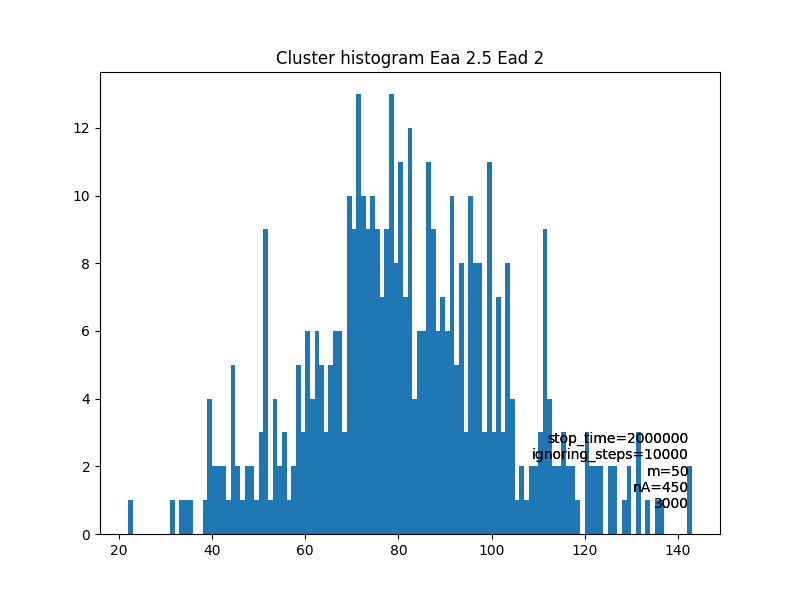 Cluster histogram Eaa 2.5 Ead 2
12
10
8
6
4
2
0
stop_time=2000000
ignoring_steps=10000
m=50
nA=450
3000
20 40 60 80 100 120 140